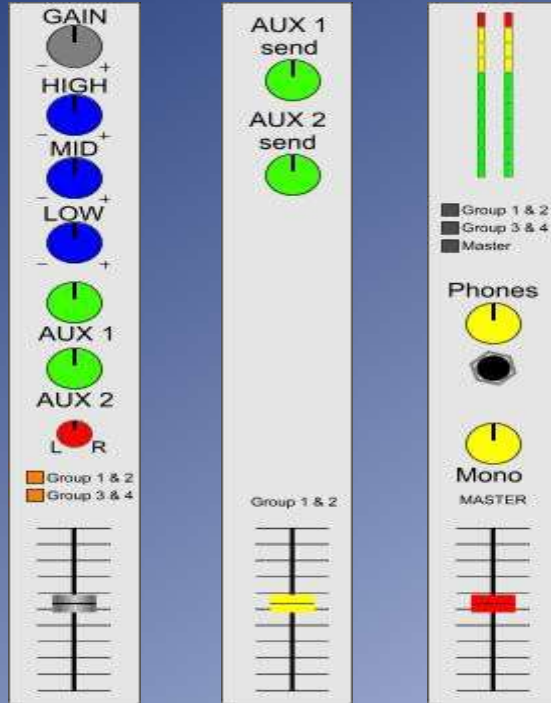 GAIN
- +
HIGH
- +
MID
- +
LOW
- +
AUX 1
AUX 2
L R
Group 1 & 2
Group 3 & 4
AUX 1
send
AUX 2
send
Group 1 & 2
Group 1 & 2
Group 3 & 4
Master
Phones
Mono
MASTER